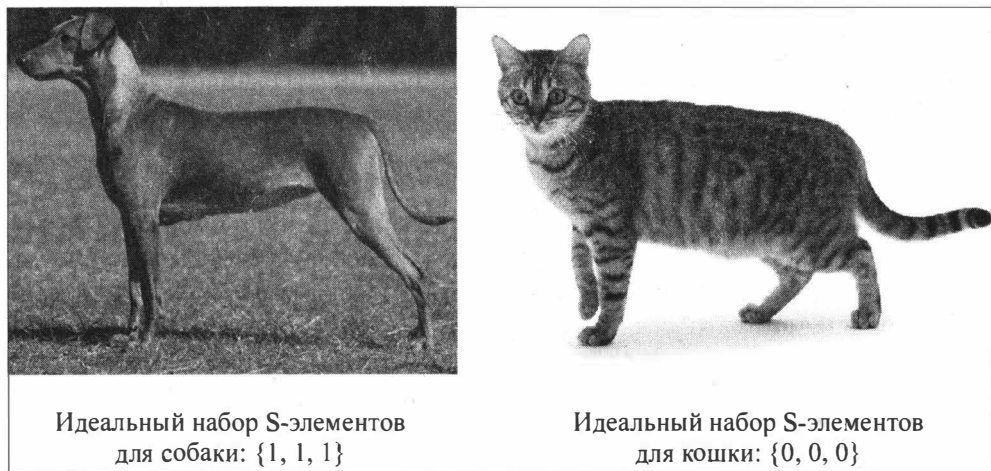 Идеальный набор S-элементов
для собаки: {1, 1, 1}
Идеальный набор S-элементов
для кошки: {0, 0, 0}